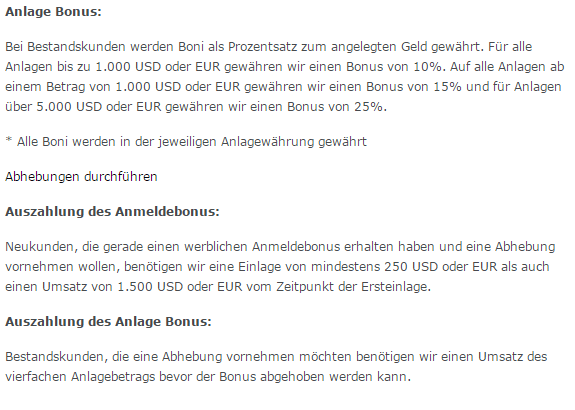 Anlage Bonus:
Bei Bestandskunden werden Boni als Prozentsatz zum angelegten Geld gewährt. Für alle
Anlagen bis zu 1.000 USD oder EUR gewähren wir einen Bonus von 10%. Auf alle Anlagen ab
einem Betrag von 1.000 USD oder EUR gewähren wir einen Bonus von 15% und für Anlagen
über 5.000 USD oder EUR gewähren wir einen Bonus von 25%.
* Alle Boni werden in der jeweiligen Anlagewährung gewährt
Abhebungen durchführen
Auszahlung des Anmeldebonus:
Neukunden, die gerade einen werblichen Anmeldebonus erhalten haben und eine Abhebung
vornehmen wollen, benötigen wir eine Einlage von mindestens 250 USD oder EUR als auch
einen Umsatz von 1.500 USD oder EUR vom Zeitpunkt der Ersteinlage.
Auszahlung des Anlage Bonus:
Bestandskunden, die eine Abhebung vornehmen möchten benötigen wir einen Umsatz des
vierfachen Anlagebetrags bevor der Bonus abgehoben werden kann.